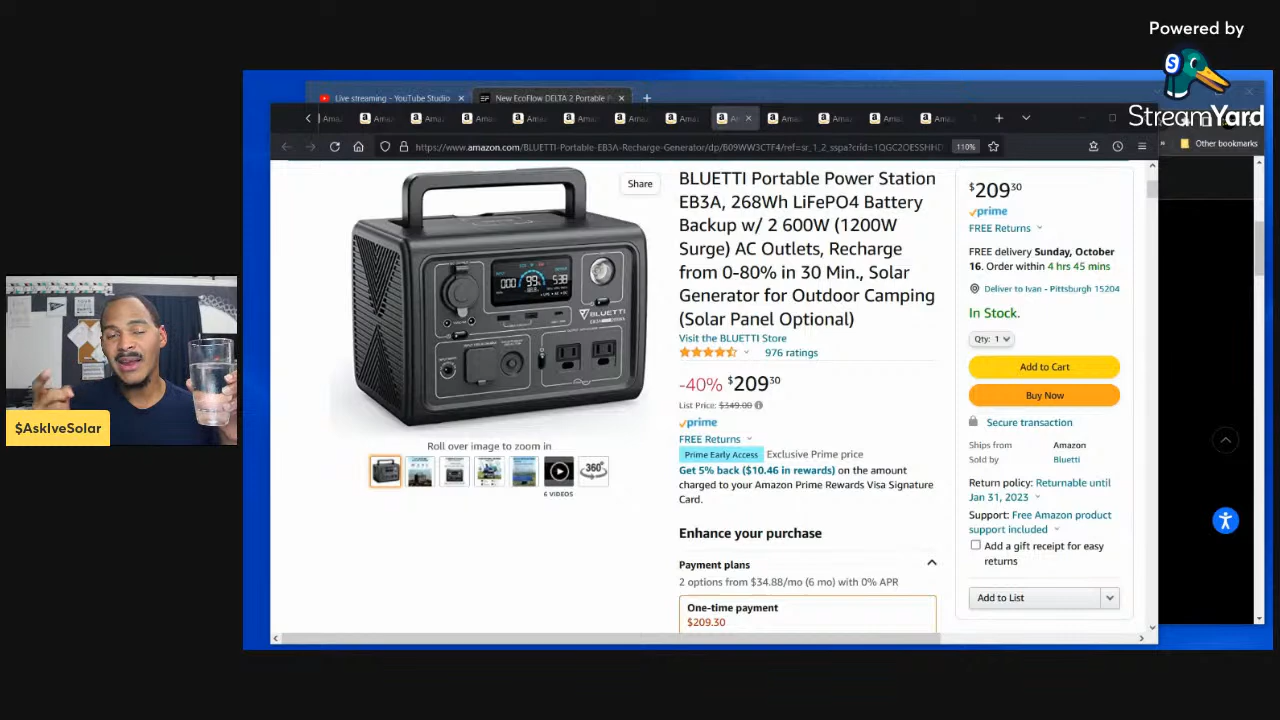 Powered by
StreamYard
Live streaming - YouTube Studio
New EcoFlow DELTA 2 Portable P
https://www.amazon.com/BLUETTI-Portable-EB3A-Recharge-Generator/dp/B09WW3CTF4/ref=sr_1_2_sspa?crid=1QGC2OESSHHD
110%
Other bookmarks
Share
BLUETTI
BLUETTI Portable Power Station
EB3A, 268Wh LiFePO4 Battery
Backup w/ 2 600W (1200W
Surge) AC Outlets, Recharge
from 0-80% in 30 Min., Solar
Generator for Outdoor Camping
(Solar Panel Optional)
Visit the BLUETTI Store
976 ratings
-40% $209 30
List Price: $349.00
prime
FREE Returns
Prime Early Access Exclusive Prime price
Get 5% back ($10.46 in rewards) on the amount
charged to your Amazon Prime Rewards Visa Signature
Card.
Enhance your purchase
Payment plans
2 options from $34.88/mo (6 mo) with 0% APR
One-time payment
$209.30
Roll over image to zoom in
6 VIDEOS
360°
$209 30
prime
FREE Returns
FREE delivery Sunday, October
16. Order within 4 hrs 45 mins
Deliver to Ivan - Pittsburgh 15204
In Stock.
Qty: 1
Add to Cart
Buy Now
Secure transaction
Ships from Amazon
Sold by Bluetti
Return policy: Returnable until
Jan 31, 2023
Support: Free Amazon product
support included
Add a gift receipt for easy
returns
Add to List
$AskIveSolar